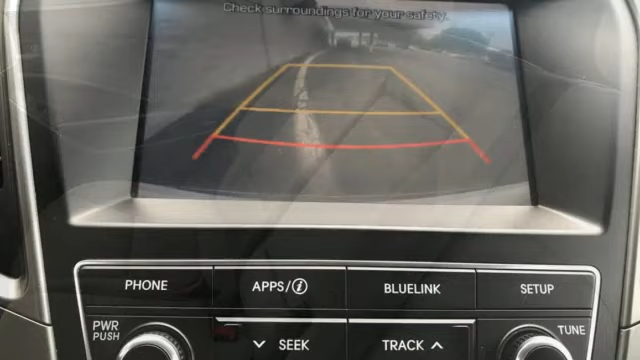 Check surroundings for your safety.
PHONE APPS/i BLUELINK SETUP
PWR
PUSH
SEEK TRACK TUNE